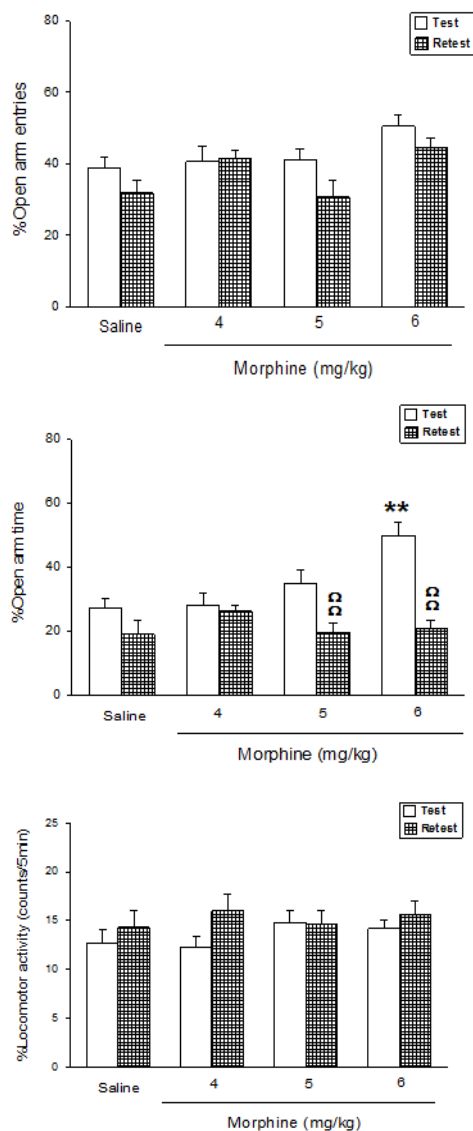 Test
Retest
%Open arm entries
80
60
40
20
0
Saline 4 5 6
Morphine (mg/kg)
Test
Retest
%Open arm time
80
60
40
20
0
**
ΩΩ
ΩΩ
Saline 4 5 6
Morphine (mg/kg)
Test
Retest
%Locomotor activity (counts/5min)
25
20
15
10
5
0
Saline 4 5 6
Morphine (mg/kg)